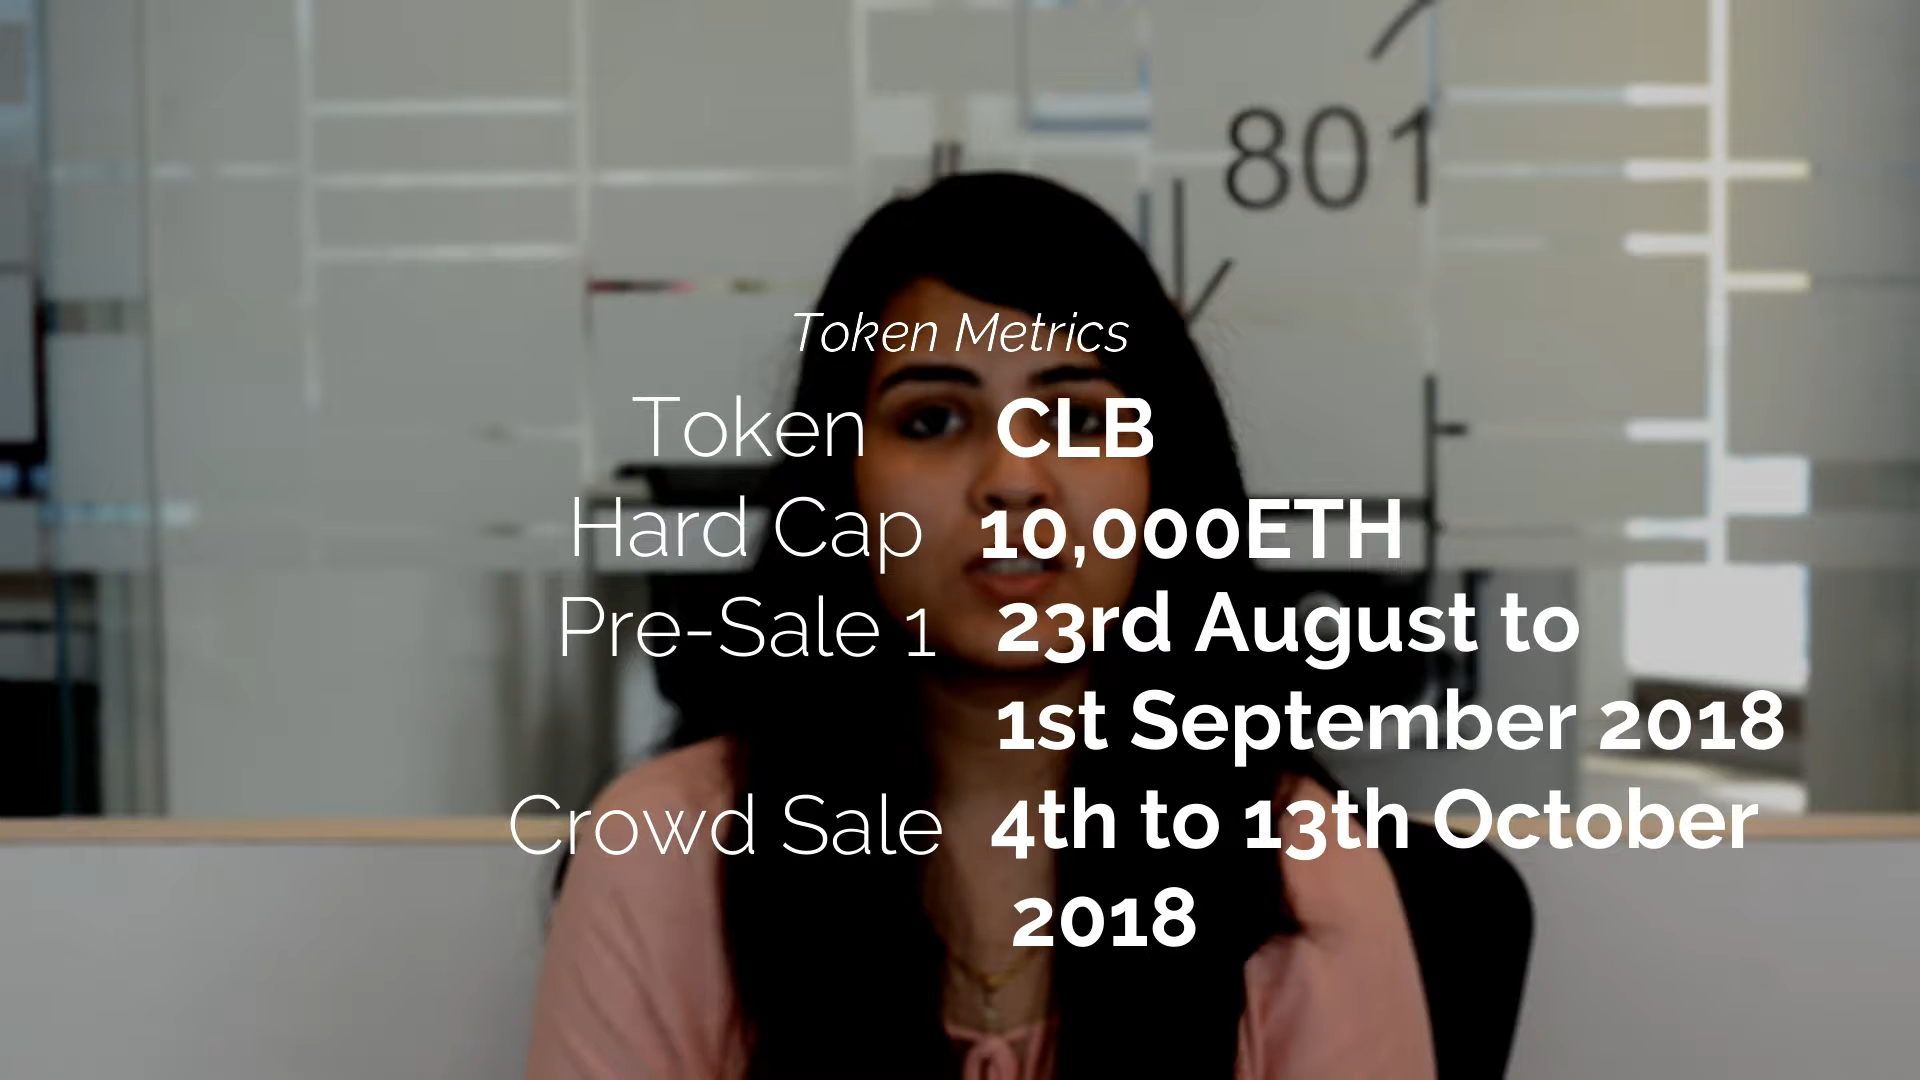 801
Token Metrics
Token CLB
Hard Cap 10,000ETH
Pre-Sale 1 23rd August to
1st September 2018
Crowd Sale 4th to 13th October
2018